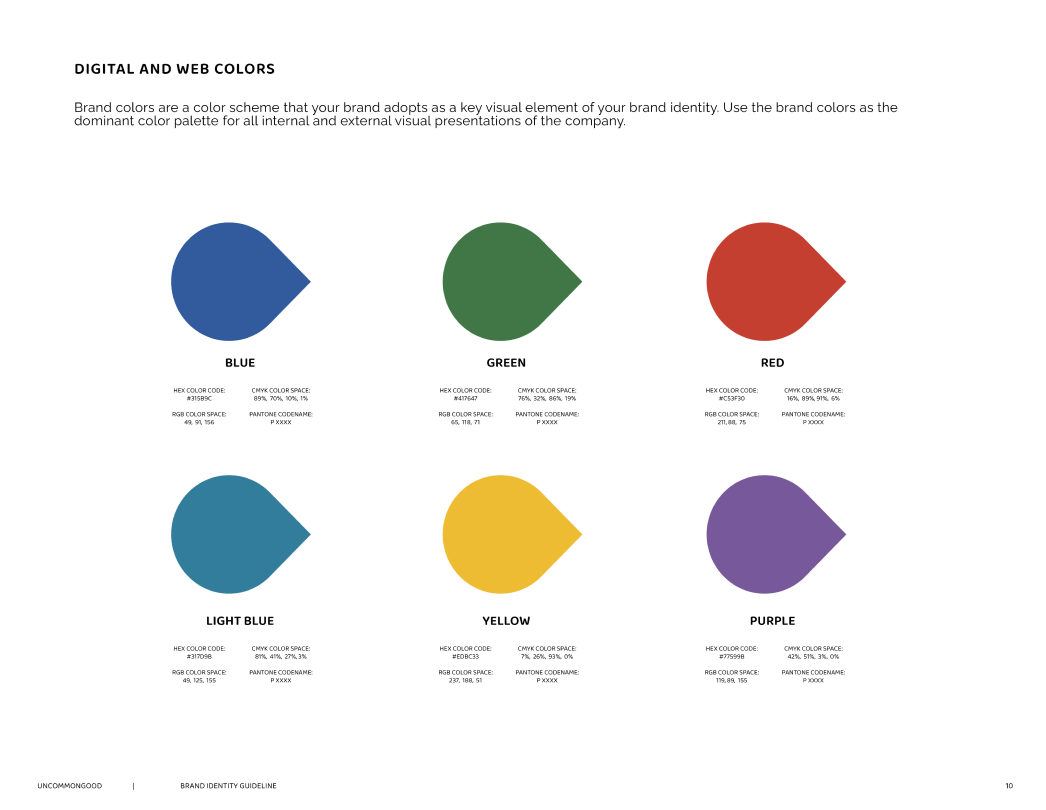 DIGITAL AND WEB COLORS
Brand colors are a color scheme that your brand adopts as a key visual element of your brand identity. Use the brand colors as the
dominant color palette for all internal and external visual presentations of the company.
BLUE
HEX COLOR CODE:
#315B9C
CMYK COLOR SPACE:
89%, 70%, 10%, 1%
RGB COLOR SPACE:
49, 91, 156
PANTONE CODENAME:
P XXXX
GREEN
HEX COLOR CODE:
#417647
CMYK COLOR SPACE:
76%, 32%, 86%, 19%
RGB COLOR SPACE:
65, 118, 71
PANTONE CODENAME:
P XXXX
RED
HEX COLOR CODE:
#C53F30
CMYK COLOR SPACE:
16%, 89%, 91%, 6%
RGB COLOR SPACE:
211, 88, 75
PANTONE CODENAME:
P XXXX
LIGHT BLUE
HEX COLOR CODE:
#317D9B
CMYK COLOR SPACE:
81%, 41%, 27%, 3%
RGB COLOR SPACE:
49, 125, 155
PANTONE CODENAME:
P XXXX
YELLOW
HEX COLOR CODE:
#EDBC33
CMYK COLOR SPACE:
7%, 26%, 93%, 0%
RGB COLOR SPACE:
237, 188, 51
PANTONE CODENAME:
P XXXX
PURPLE
HEX COLOR CODE:
#77599B
CMYK COLOR SPACE:
42%, 51%, 3%, 0%
RGB COLOR SPACE:
119, 89, 155
PANTONE CODENAME:
P XXXX
UNCOMMONGOOD | BRAND IDENTITY GUIDELINE 10